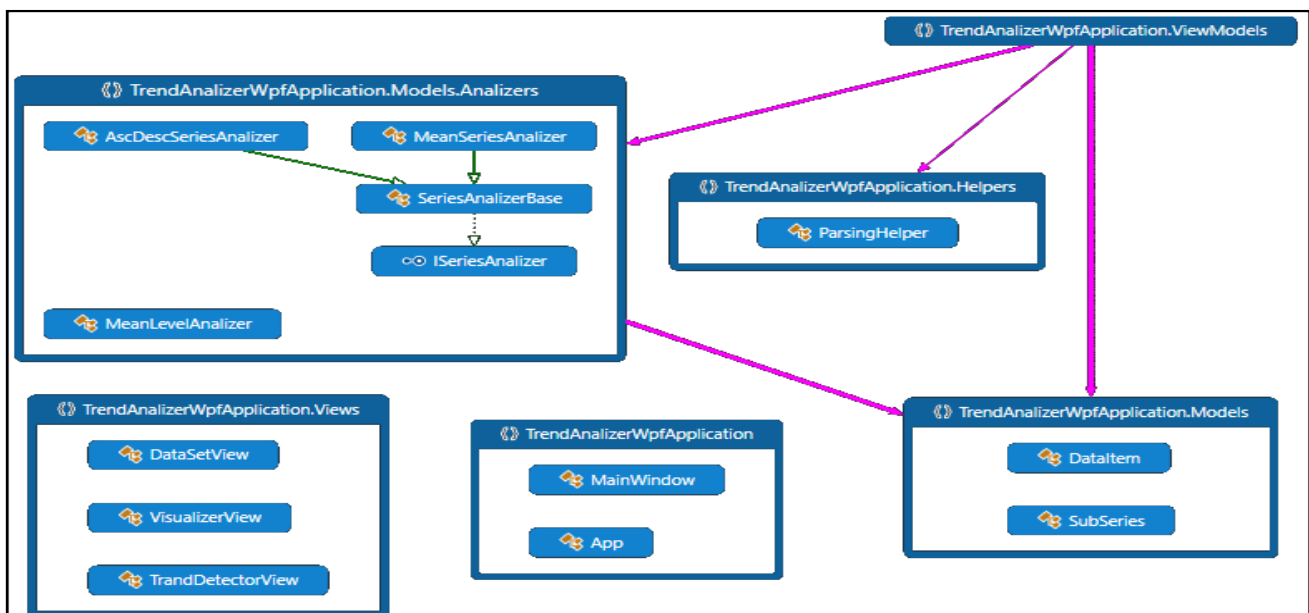 TrendAnalizerWpfApplication.ViewModels
TrendAnalizerWpfApplication.Models.Analizers
AscDescSeriesAnalizer
MeanSeriesAnalizer
SeriesAnalizerBase
ISeriesAnalizer
MeanLevelAnalizer
TrendAnalizerWpfApplication.Helpers
ParsingHelper
TrendAnalizerWpfApplication.Views
DataSetView
VisualizerView
TrandDetectorView
TrendAnalizerWpfApplication
MainWindow
App
TrendAnalizerWpfApplication.Models
DataItem
SubSeries